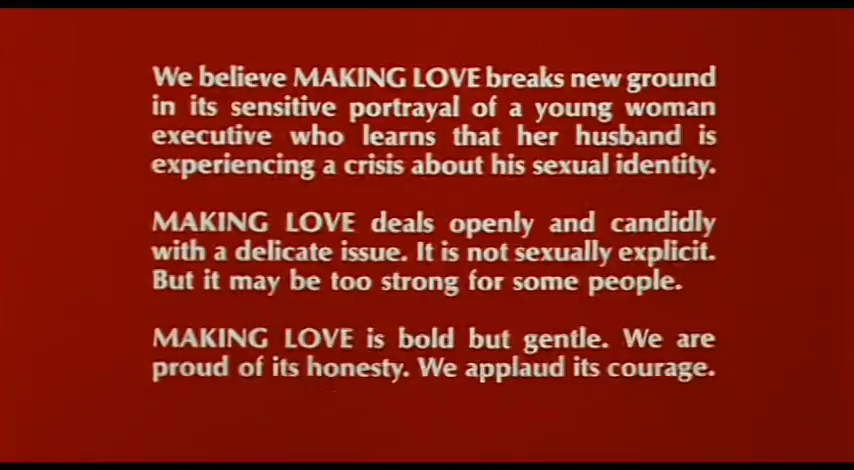 We believe MAKING LOVE breaks new ground
in its sensitive portrayal of a young woman
executive who learns that her husband is
experiencing a crisis about his sexual identity.
MAKING LOVE deals openly and candidly
with a delicate issue. It is not sexually explicit.
But it may be too strong for some people.
MAKING LOVE is bold but gentle. We are
proud of its honesty. We applaud its courage.